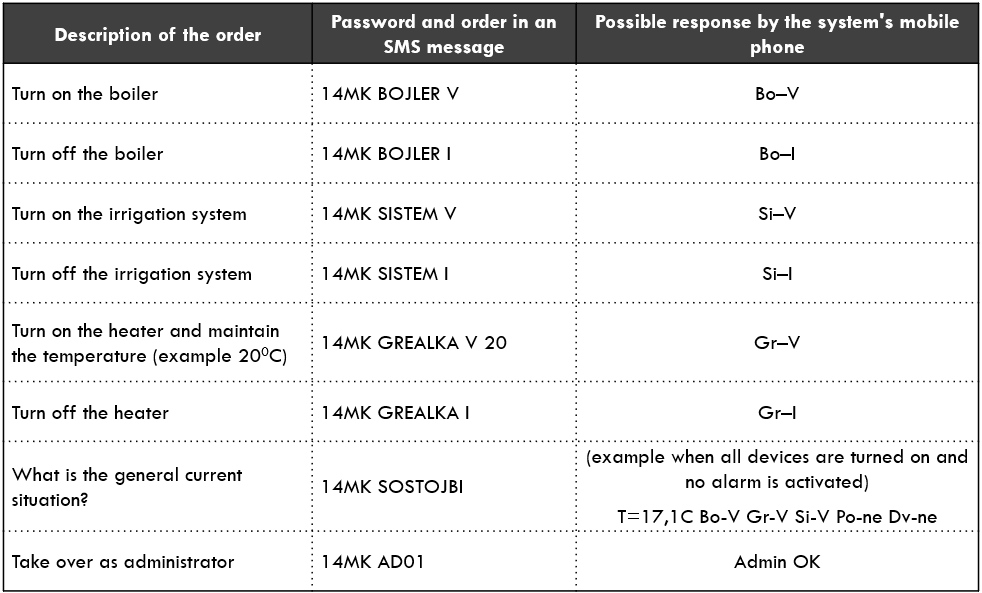 Description of the order
Password and order in an
SMS message
Possible response by the system's mobile
phone
Turn on the boiler
14MK BOJLER V
Bo–V
Turn off the boiler
14MK BOJLER I
Bo–I
Turn on the irrigation system
14MK SISTEM V
Si–V
Turn off the irrigation system
14MK SISTEM I
Si–I
Turn on the heater and maintain
the temperature (example 20⁰C)
14MK GREALKA V 20
Gr–V
Turn off the heater
14MK GREALKA I
Gr–I
What is the general current
situation?
14MK SOSTOJBI
(example when all devices are turned on and
no alarm is activated)
T=17,1C Bo-V Gr-V Si-V Po-ne Dv-ne
Take over as administrator
14MK AD01
Admin OK